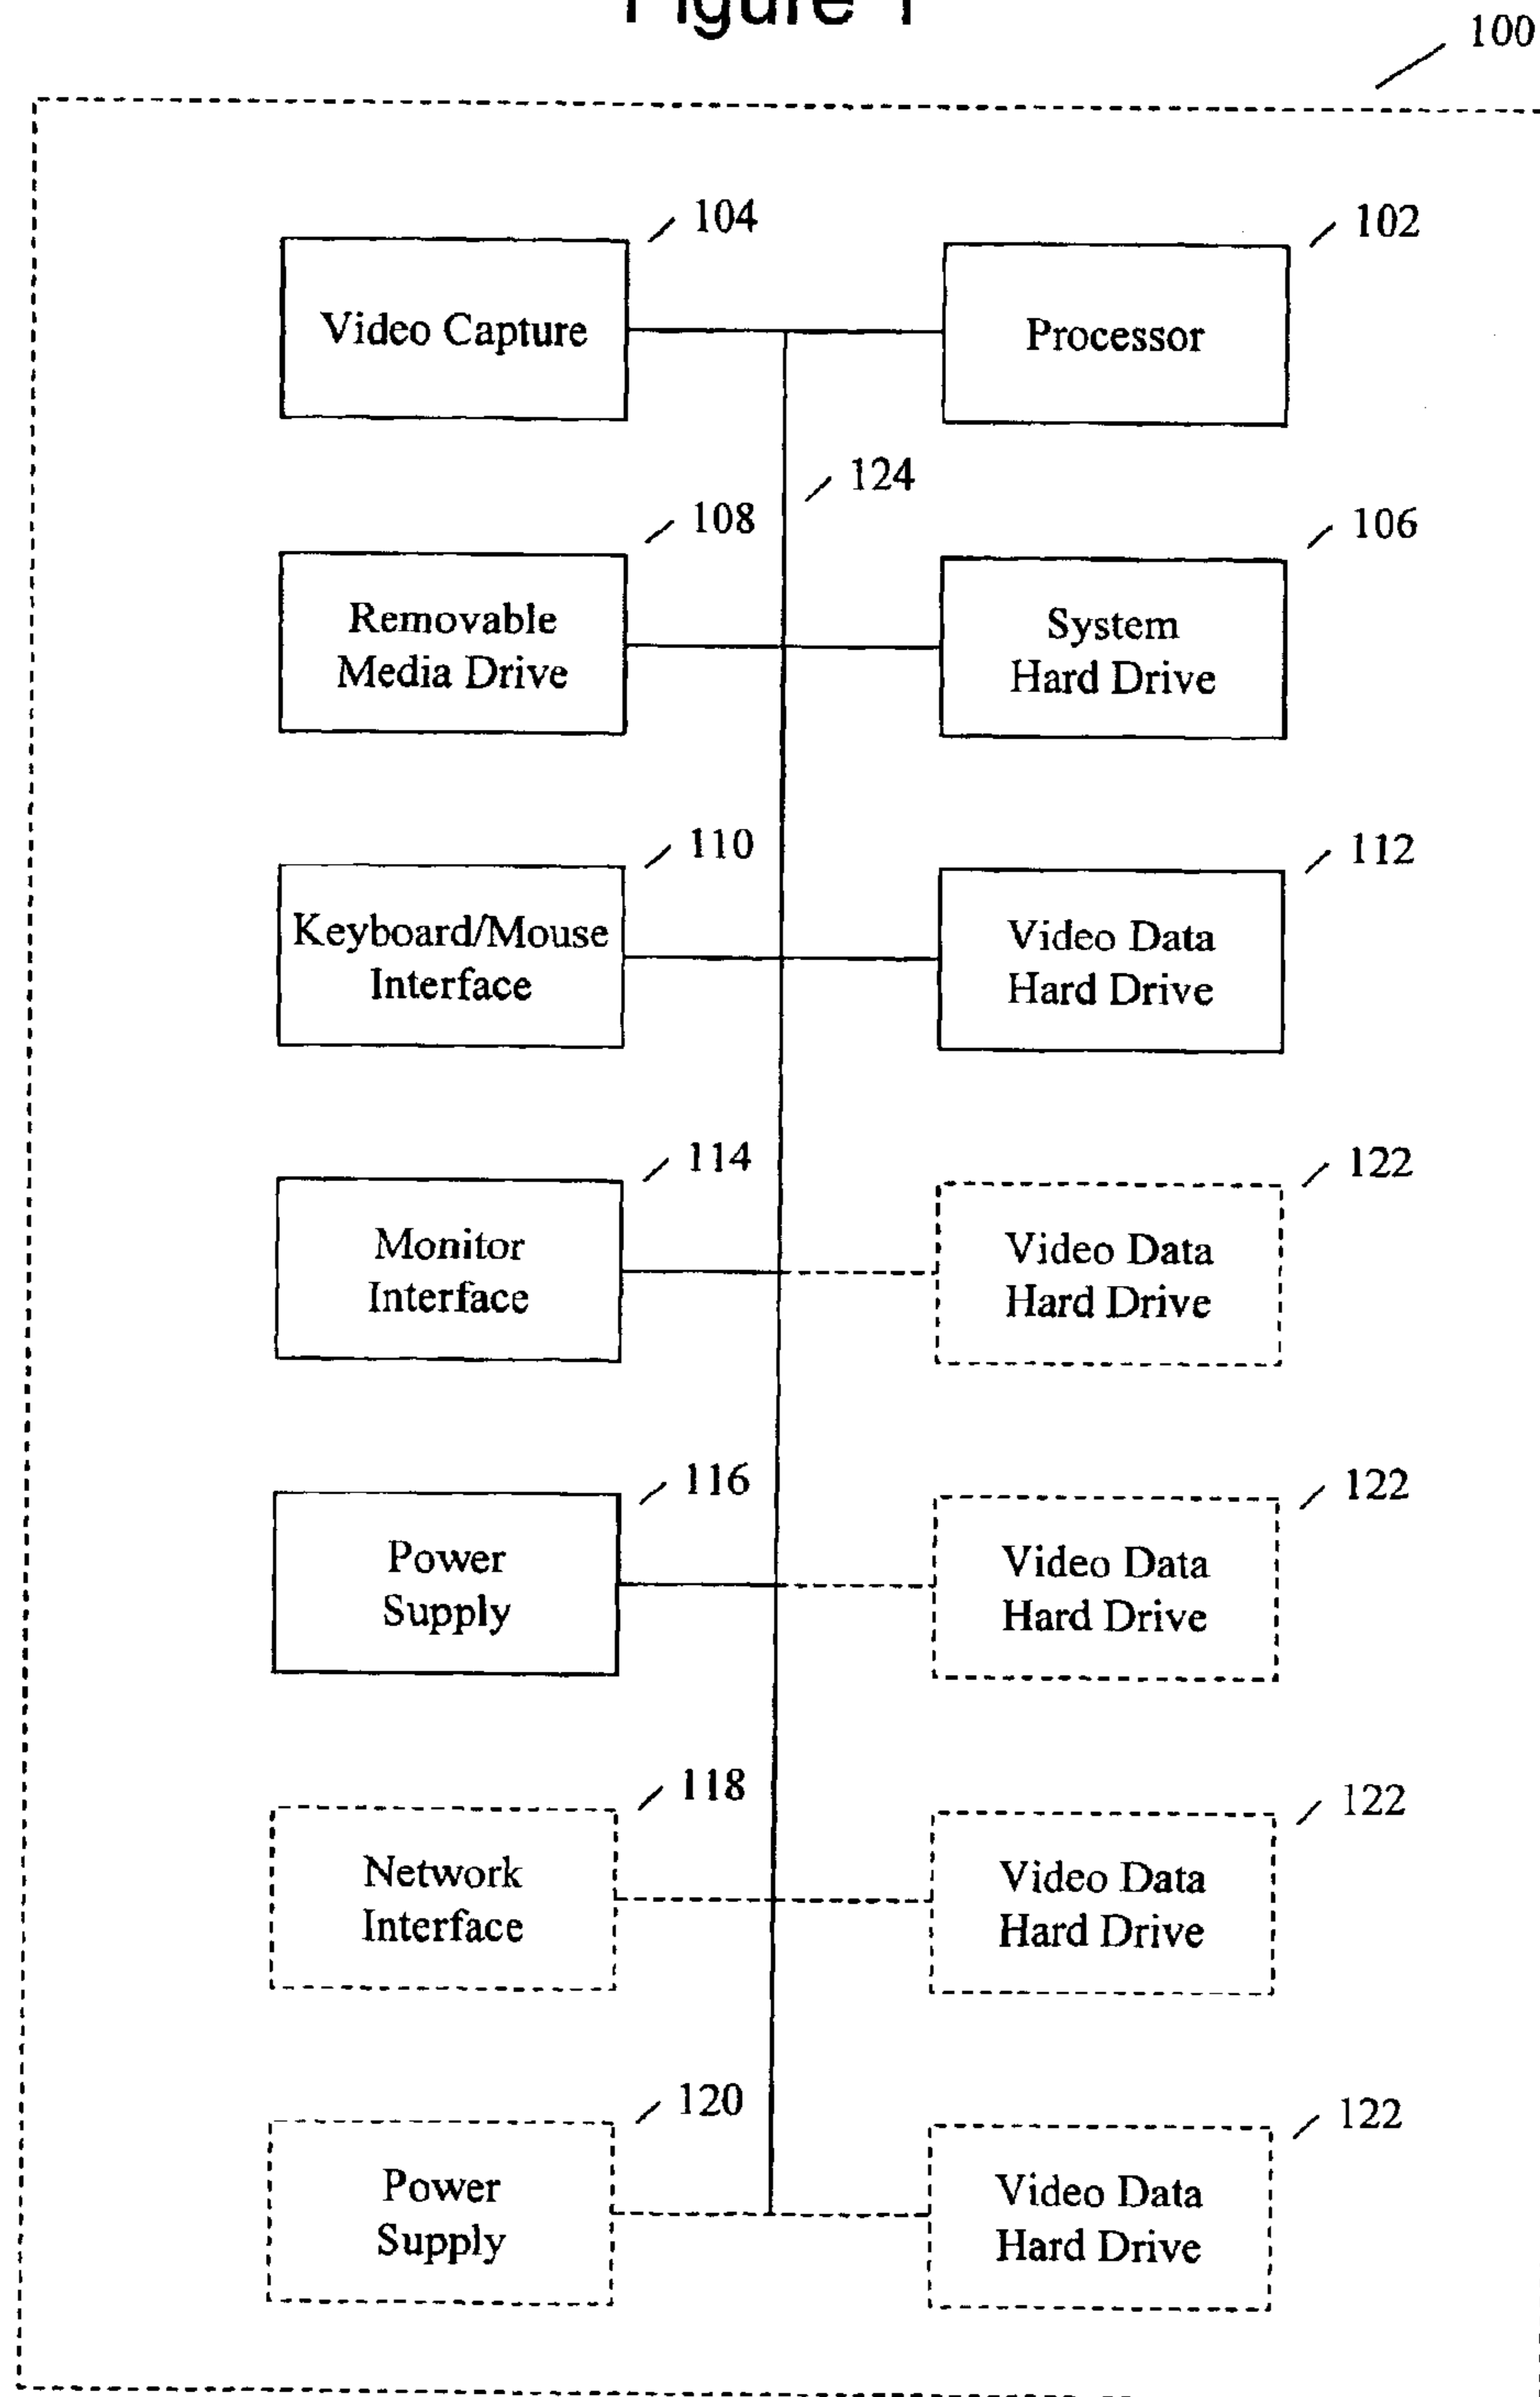 Figure 1
100
104
102
Video Capture
Processor
124
108
106
Removable
Media Drive
System
Hard Drive
110
112
Keyboard/Mouse
Interface
Video Data
Hard Drive
114
122
Monitor
Interface
Video Data
Hard Drive
116
122
Power
Supply
Video Data
Hard Drive
118
122
Network
Interface
Video Data
Hard Drive
120
122
Power
Supply
Video Data
Hard Drive